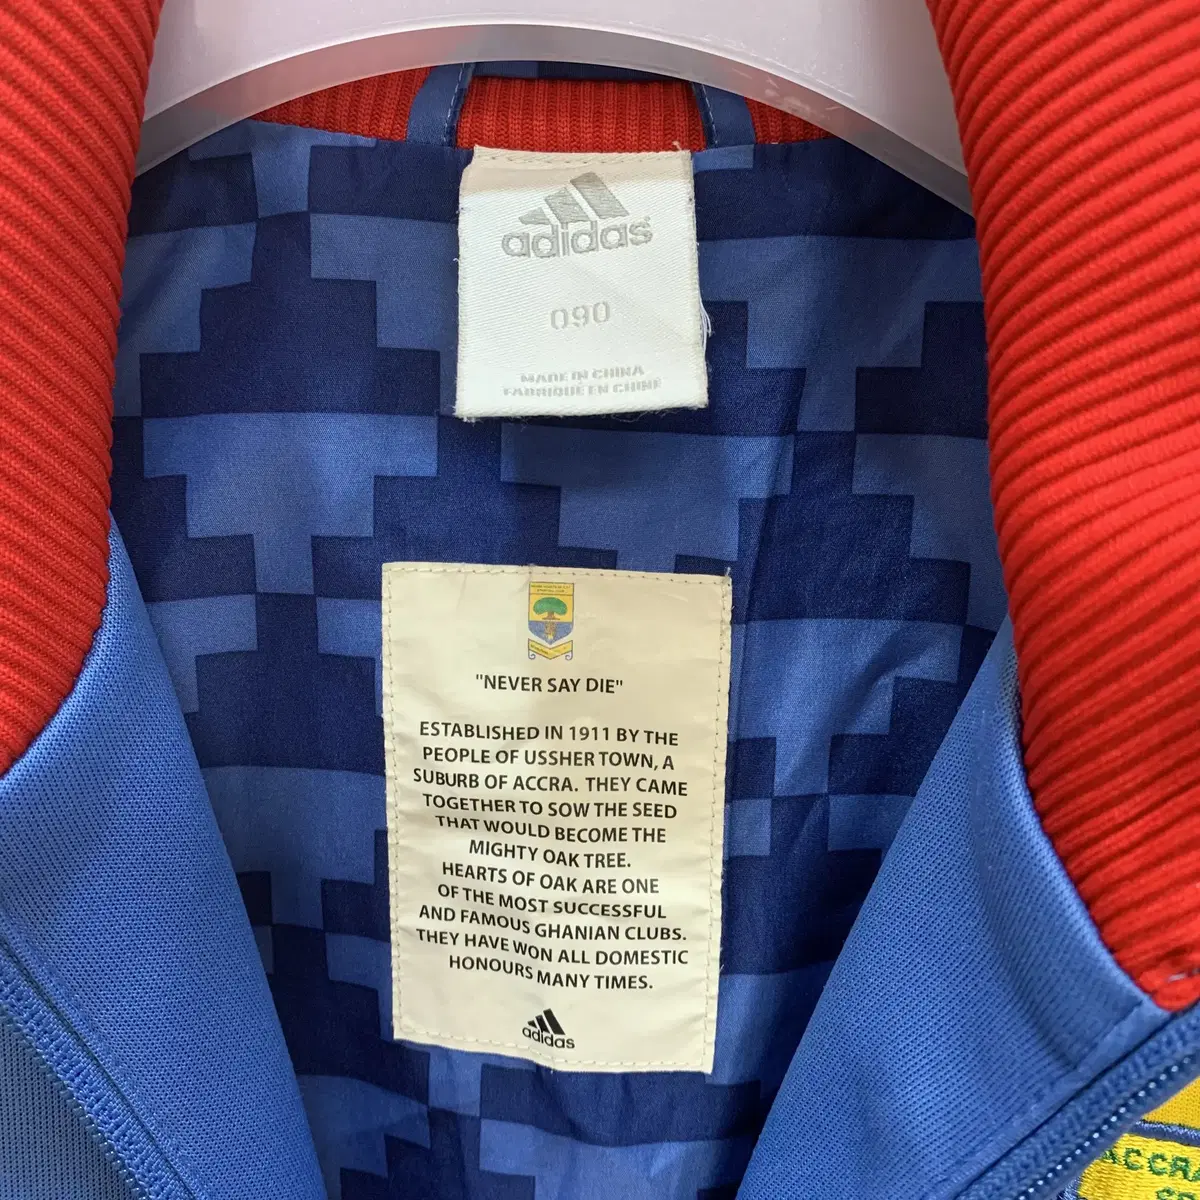 adidas
090
MADE IN CHINA
FABRIQUÉ EN CHINE
"NEVER SAY DIE"
ESTABLISHED IN 1911 BY THE
PEOPLE OF USSHER TOWN, A
SUBURB OF ACCRA. THEY CAME
TOGETHER TO SOW THE SEED
THAT WOULD BECOME THE
MIGHTY OAK TREE.
HEARTS OF OAK ARE ONE
OF THE MOST SUCCESSFUL
AND FAMOUS GHANIAN CLUBS.
THEY HAVE WON ALL DOMESTIC
HONOURS MANY TIMES.
adidas
ACCRA